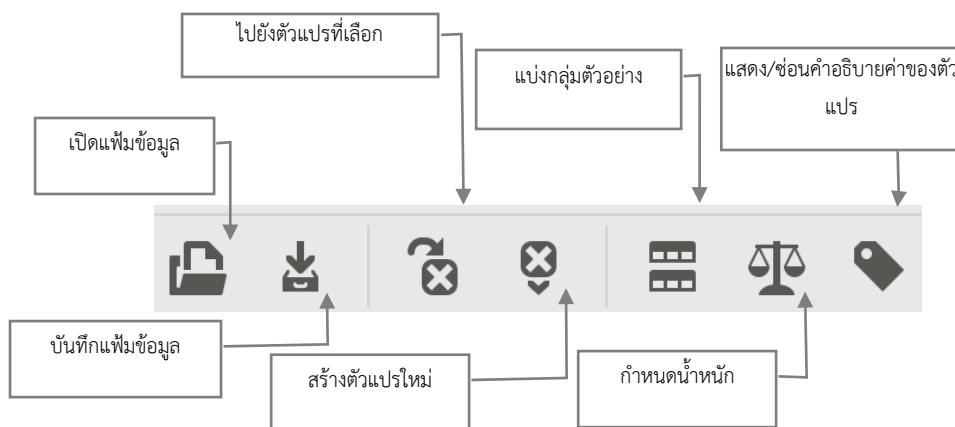 ไปยังตัวแปรที่เลือก
แบ่งกลุ่มตัวอย่าง
แสดง/ซ่อนคำอธิบายค่าของตัว
แปร
เปิดแฟ้มข้อมูล
บันทึกแฟ้มข้อมูล
สร้างตัวแปรใหม่
กำหนดน้ำหนัก